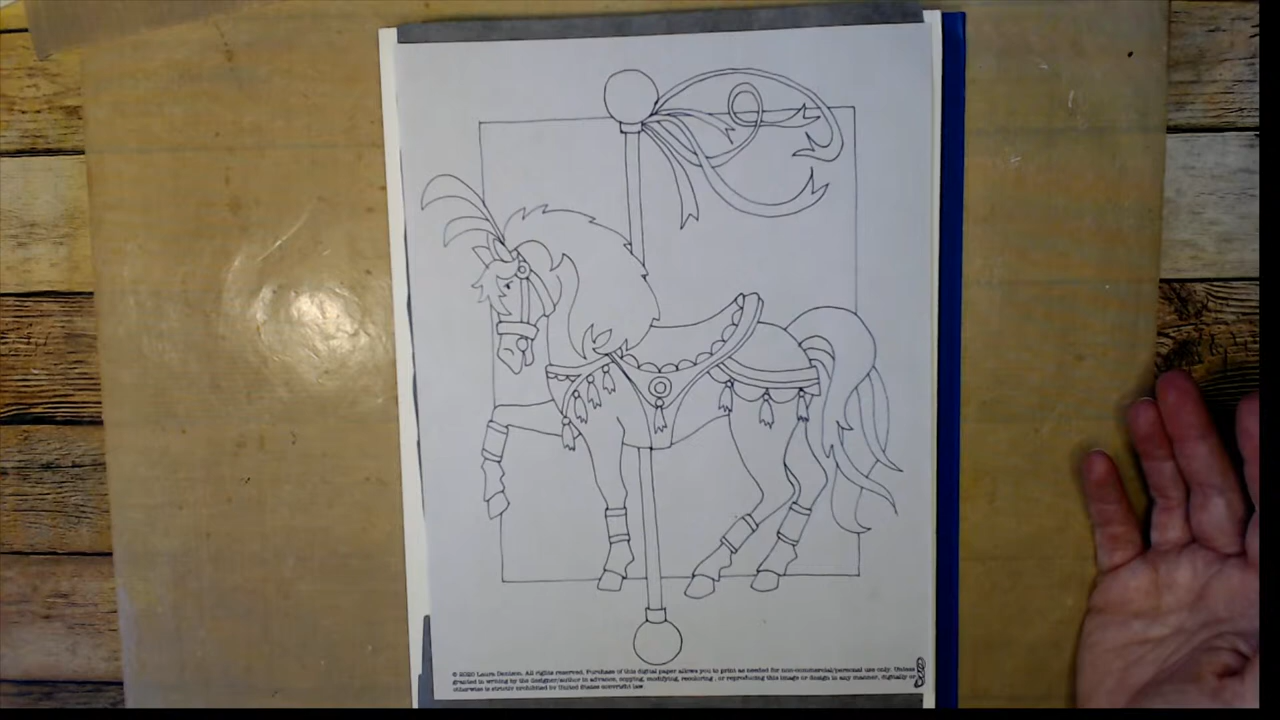 © 2020 Laura Denison. All rights reserved. Purchase of this digital paper allows you to print as needed for non-commercial/personal use only. Unless
granted in writing by the designer/author in advance, copying, modifying, reselling, or reproducing this image or design in any manner, digitally or
otherwise is strictly prohibited by United States copyright law.